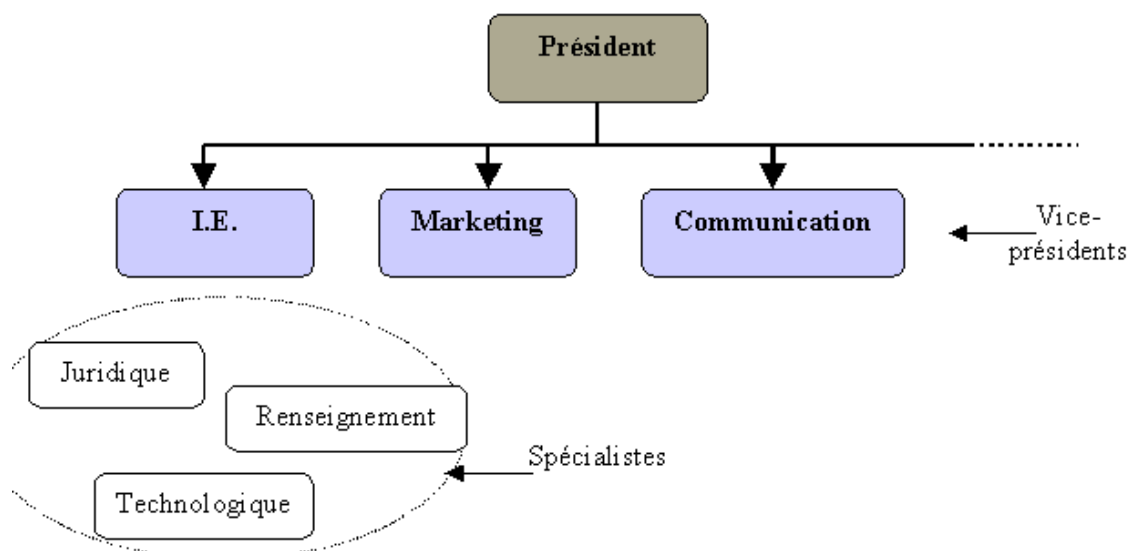 Président
I.E.
Marketing
Communication
Vice-
présidents
Juridique
Renseignement
Spécialistes
Technologique